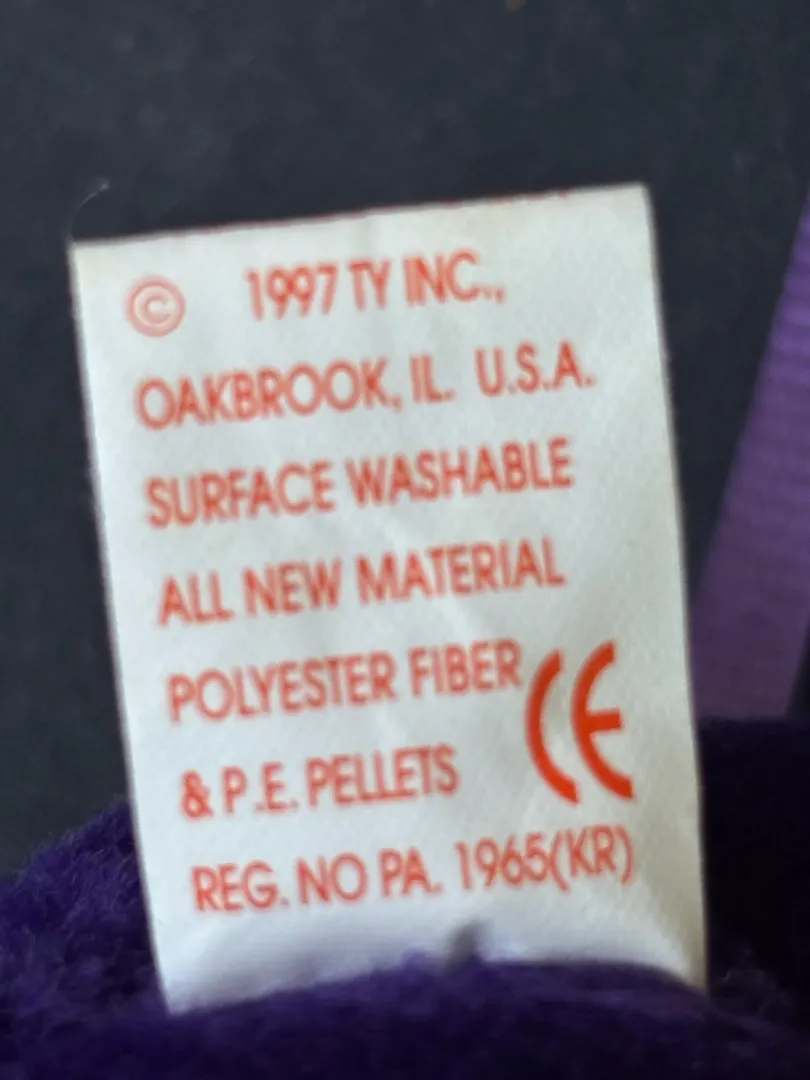 © 1997 TY INC.,
OAKBROOK, IL. U.S.A.
SURFACE WASHABLE
ALL NEW MATERIAL
POLYESTER FIBER
& P.E. PELLETS
CE
REG. NO PA. 1965(KR)